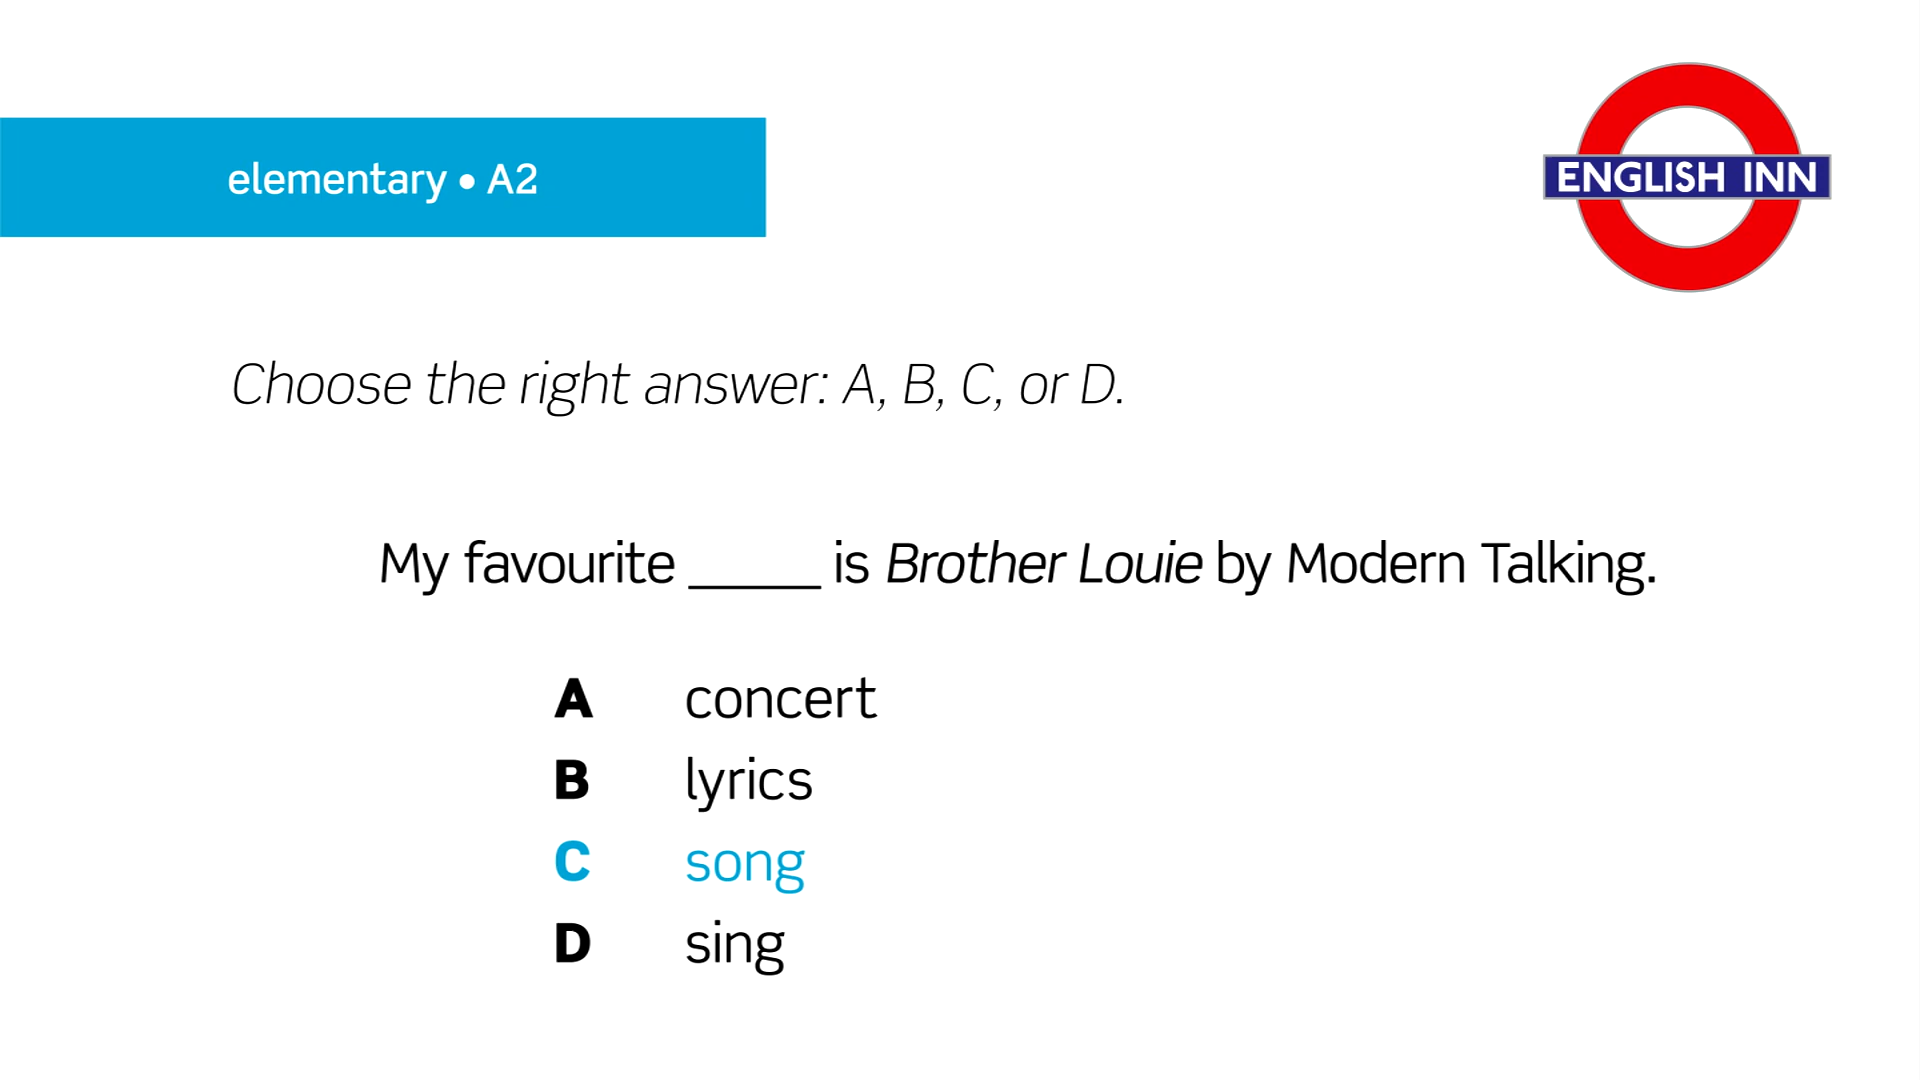 elementary • A2
ENGLISH INN
Choose the right answer: A, B, C, or D.
My favourite _____ is Brother Louie by Modern Talking.
A concert
B lyrics
C song
D sing